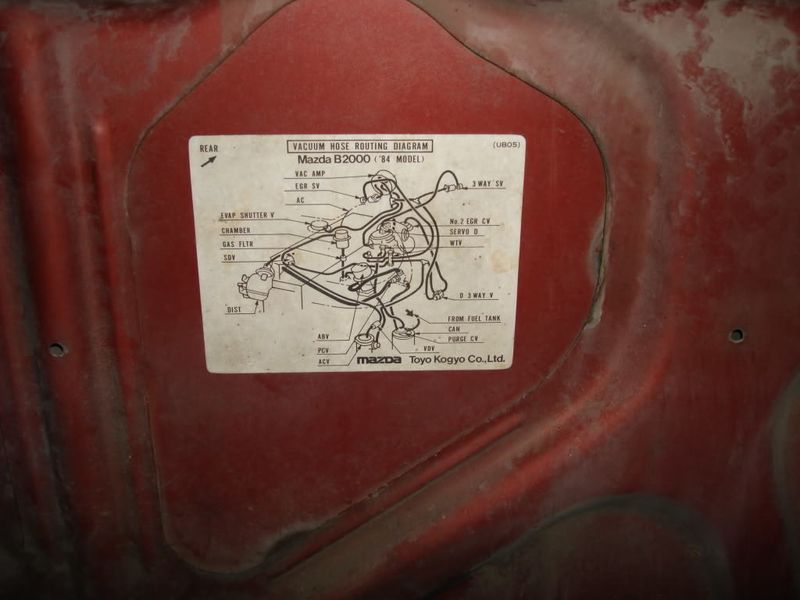 REAR
VACUUM HOSE ROUTING DIAGRAM
(UB05)
Mazda B2000 ('84 MODEL)
VAC AMP
EGR SV
AC
3 WAY SV
EVAP SHUTTER V
CHAMBER
GAS FLTR
SDV
No.2 EGR CV
SERVO D
WTV
DIST
D 3WAY V
FROM FUEL TANK
CAN
PURGE CV
VDV
ABV
PCV
ACV
mazda Toyo Kogyo Co.,Ltd.